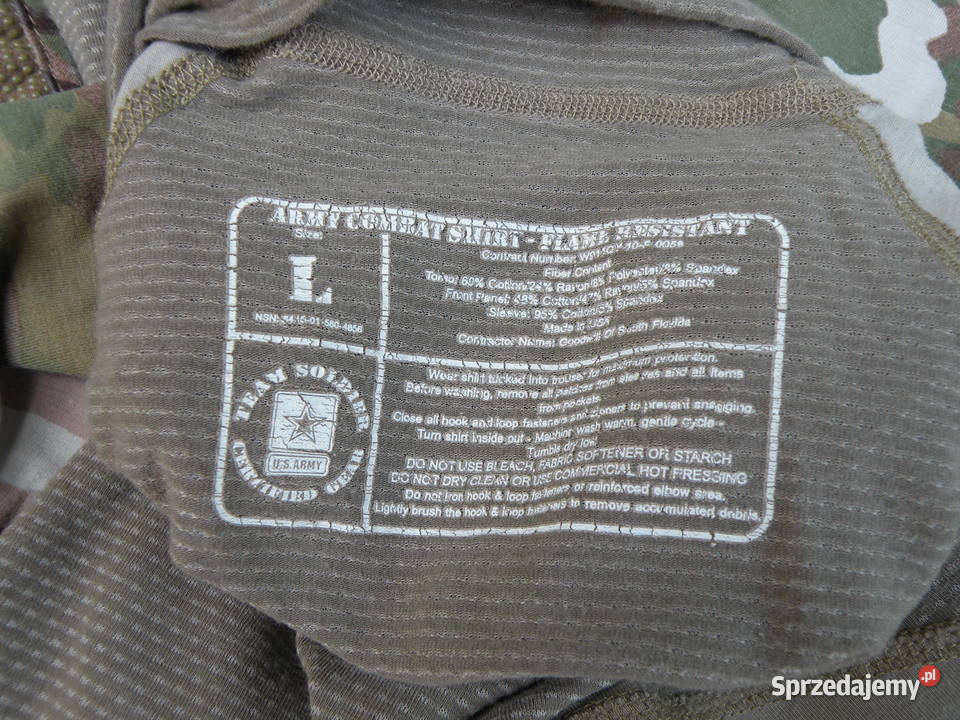 ARMY COMBAT SHIRT - FLAME RESISTANT
Size:
L
Contract Number:
Fiber Content
Torso: 60% Cotton/24% Rayon/8% Polyester/8% Spandex
Front Panel: 48% Cotton/47% Rayon/5% Spandex
Sleeve: 95% Cotton/5% Spandex
Made in USA
Contractor Name: Goodwill Of South Florida
TEAM SOLDIER
U.S. ARMY
CERTIFIED GEAR
Wear shirt tucked into trouser for maximum protection.
Before washing, remove all patches from sleeves and all items
from pockets
Close all hook and loop fasteners and zippers to prevent snagging.
Turn shirt inside out - Machine wash warm, gentle cycle -
Tumble dry low
DO NOT USE BLEACH, FABRIC SOFTENER OR STARCH
DO NOT DRY CLEAN OR USE COMMERCIAL HOT PRESSING
Do not iron hook & loop fasteners or reinforced elbow area.
Lightly brush the hook & loop fasteners to remove accumulated debris.
Sprzedajemy.pl